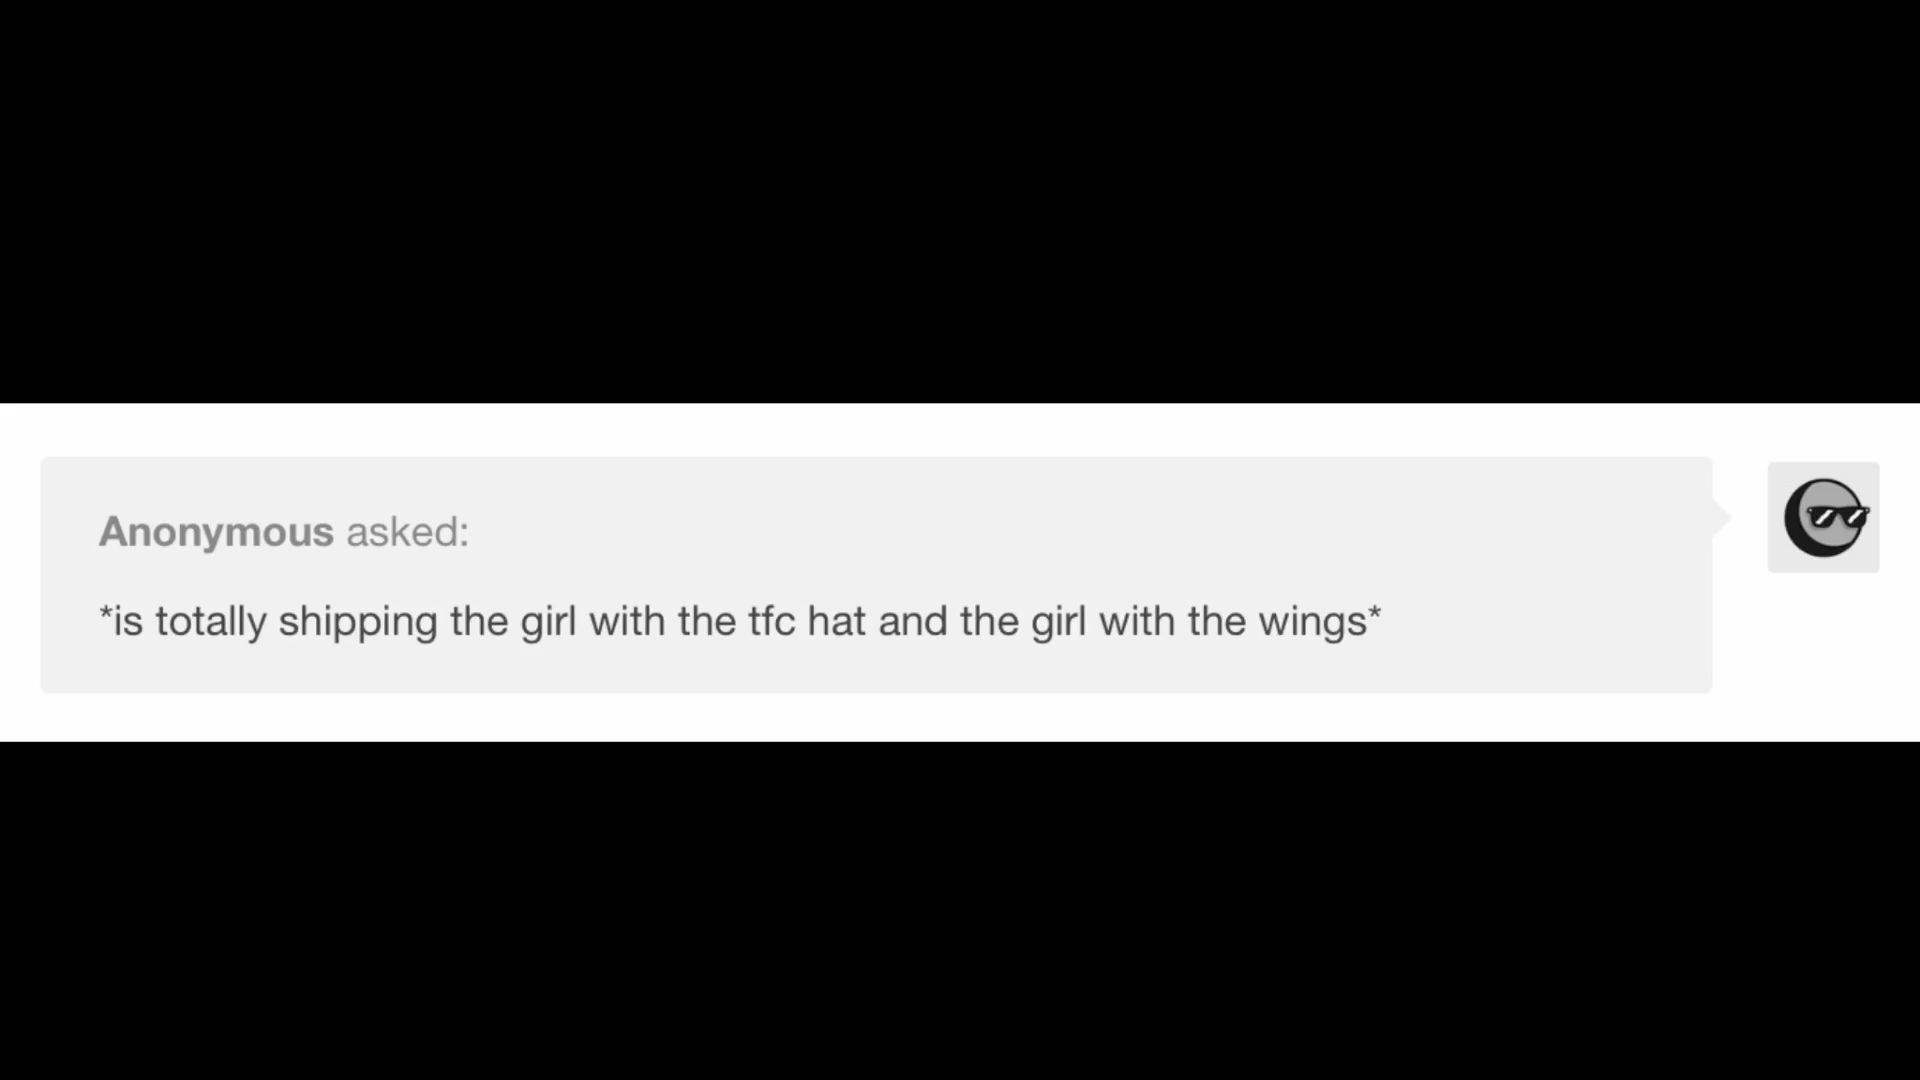 Anonymous asked:
*is totally shipping the girl with the tfc hat and the girl with the wings*